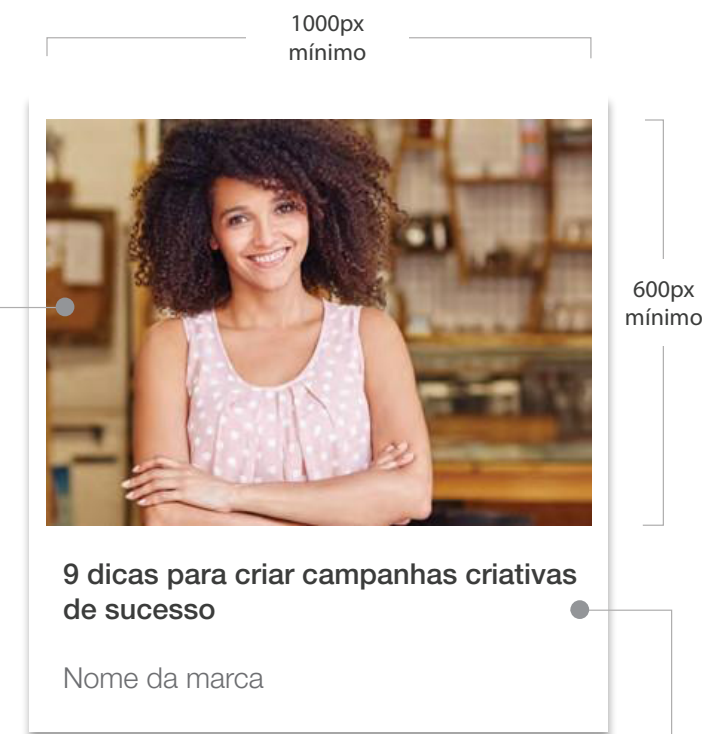 1000px
mínimo
600px
mínimo
9 dicas para criar campanhas criativas
de sucesso
Nome da marca